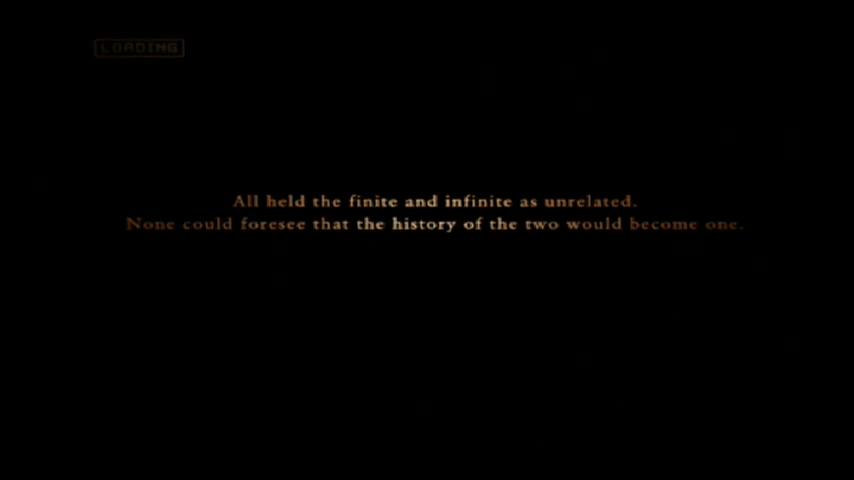 LOADING
All held the finite and infinite as unrelated.
None could foresee that the history of the two would become one.